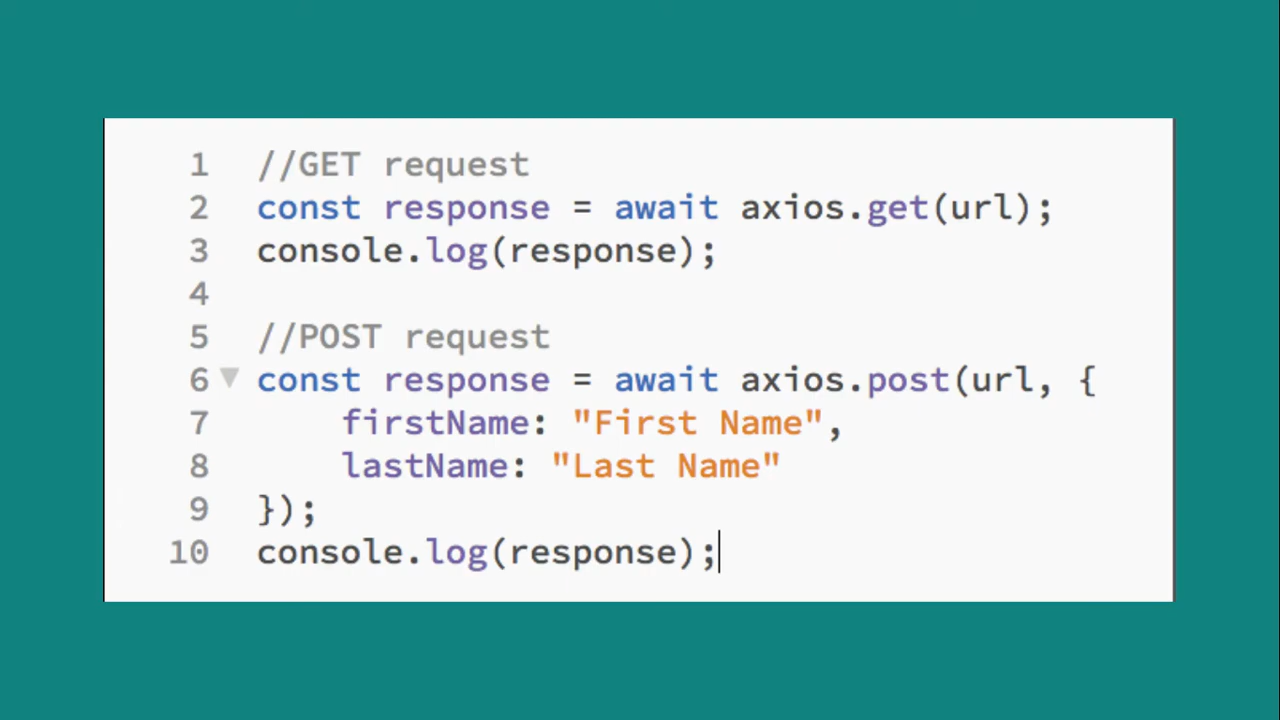 1 //GET request
2 const response = await axios.get(url);
3 console.log(response);
4
5 //POST request
6 const response = await axios.post(url, {
7 firstName: "First Name",
8 lastName: "Last Name"
9 });
10 console.log(response);